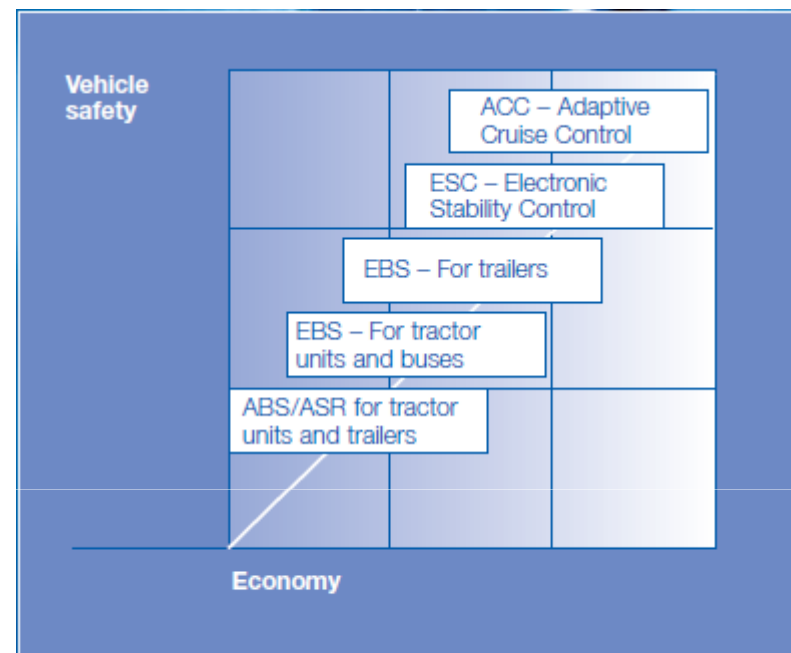 Vehicle
safety
ACC – Adaptive
Cruise Control
ESC – Electronic
Stability Control
EBS – For trailers
EBS – For tractor
units and buses
ABS/ASR for tractor
units and trailers
Economy